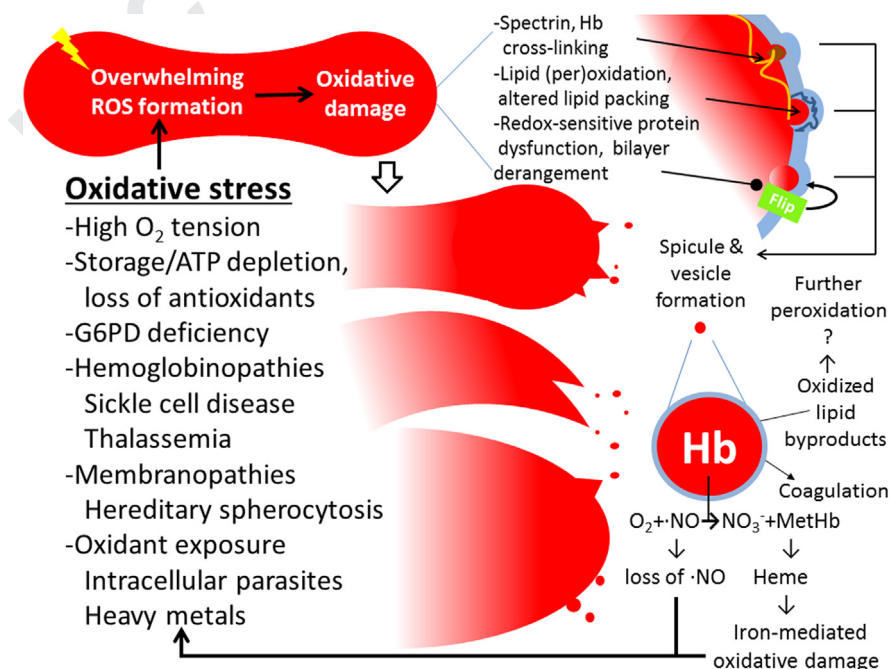 Overwhelming
ROS formation
Oxidative
damage
-Spectrin, Hb
cross-linking
-Lipid (per)oxidation,
altered lipid packing
-Redox-sensitive protein
dysfunction, bilayer
derangement
Flip
Oxidative stress
-High O₂ tension
-Storage/ATP depletion,
loss of antioxidants
-G6PD deficiency
-Hemoglobinopathies
Sickle cell disease
Thalassemia
-Membranopathies
Hereditary spherocytosis
-Oxidant exposure
Intracellular parasites
Heavy metals
Spicule &
vesicle
formation
Further
peroxidation
?
Oxidized
lipid
byproducts
Hb
Coagulation
O₂+·NO→NO₃⁻+MetHb
loss of ·NO
Heme
Iron-mediated
oxidative damage